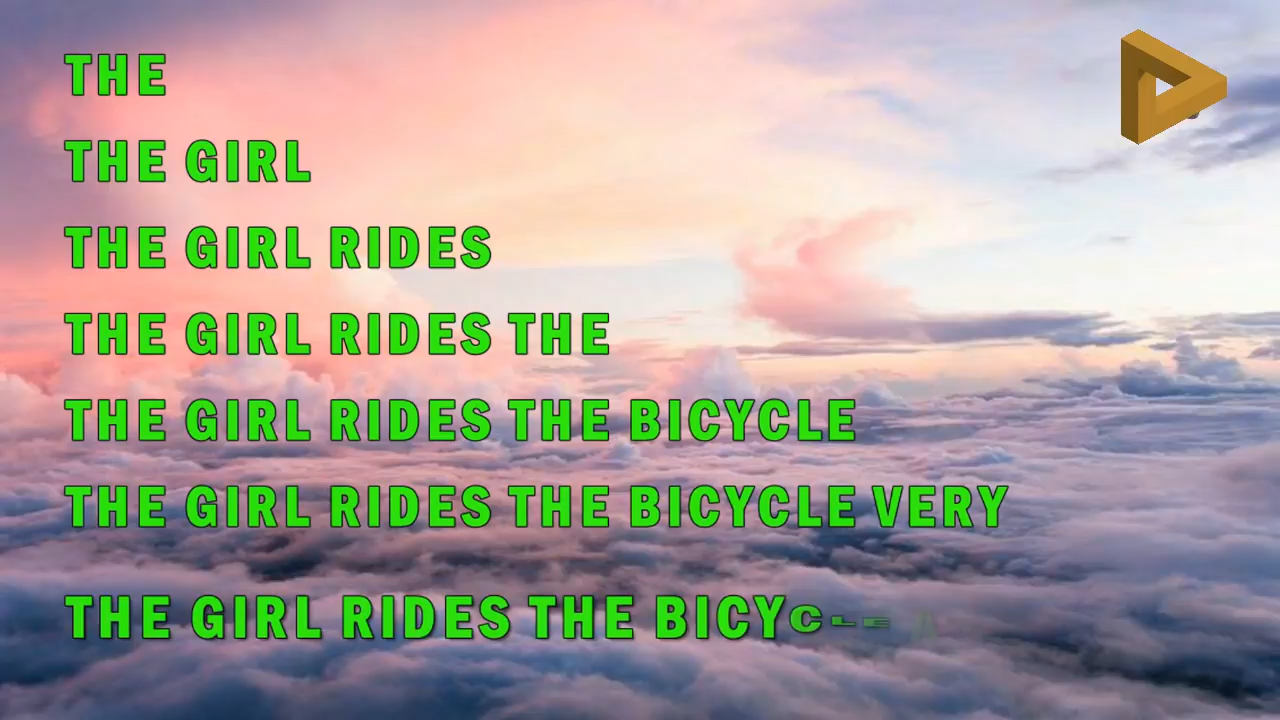 THE
THE GIRL
THE GIRL RIDES
THE GIRL RIDES THE
THE GIRL RIDES THE BICYCLE
THE GIRL RIDES THE BICYCLE VERY
THE GIRL RIDES THE BICYCLE